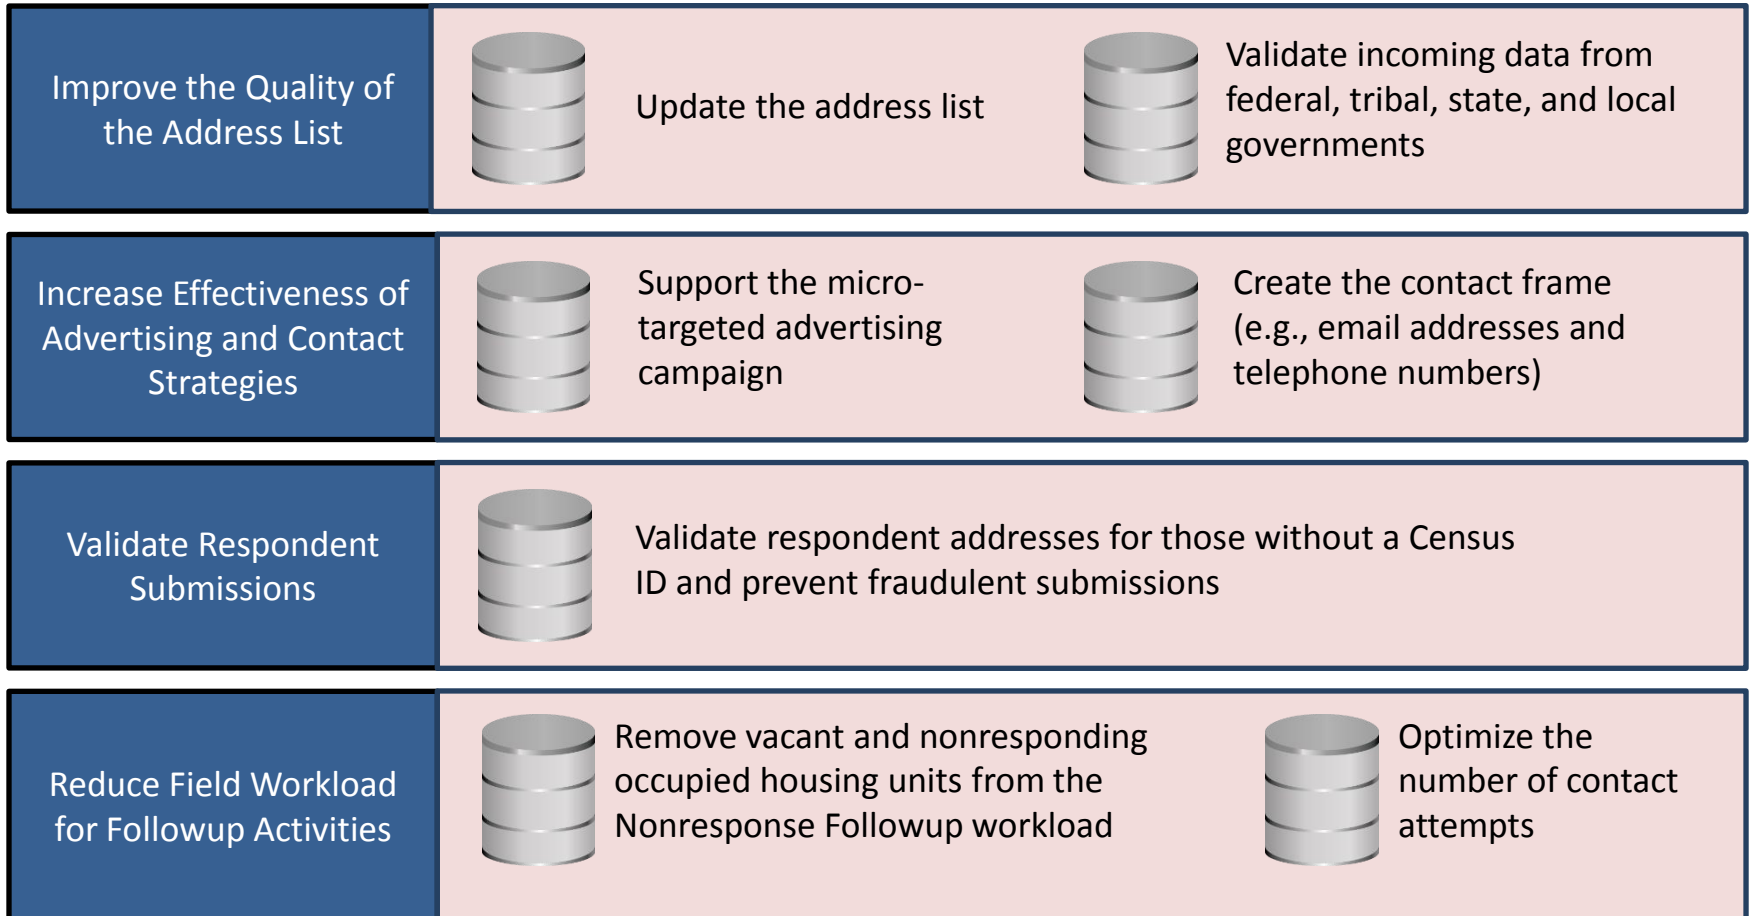 Improve the Quality of
the Address List
Update the address list
Validate incoming data from
federal, tribal, state, and local
governments
Increase Effectiveness of
Advertising and Contact
Strategies
Support the micro-
targeted advertising
campaign
Create the contact frame
(e.g., email addresses and
telephone numbers)
Validate Respondent
Submissions
Validate respondent addresses for those without a Census
ID and prevent fraudulent submissions
Reduce Field Workload
for Followup Activities
Remove vacant and nonresponding
occupied housing units from the
Nonresponse Followup workload
Optimize the
number of contact
attempts